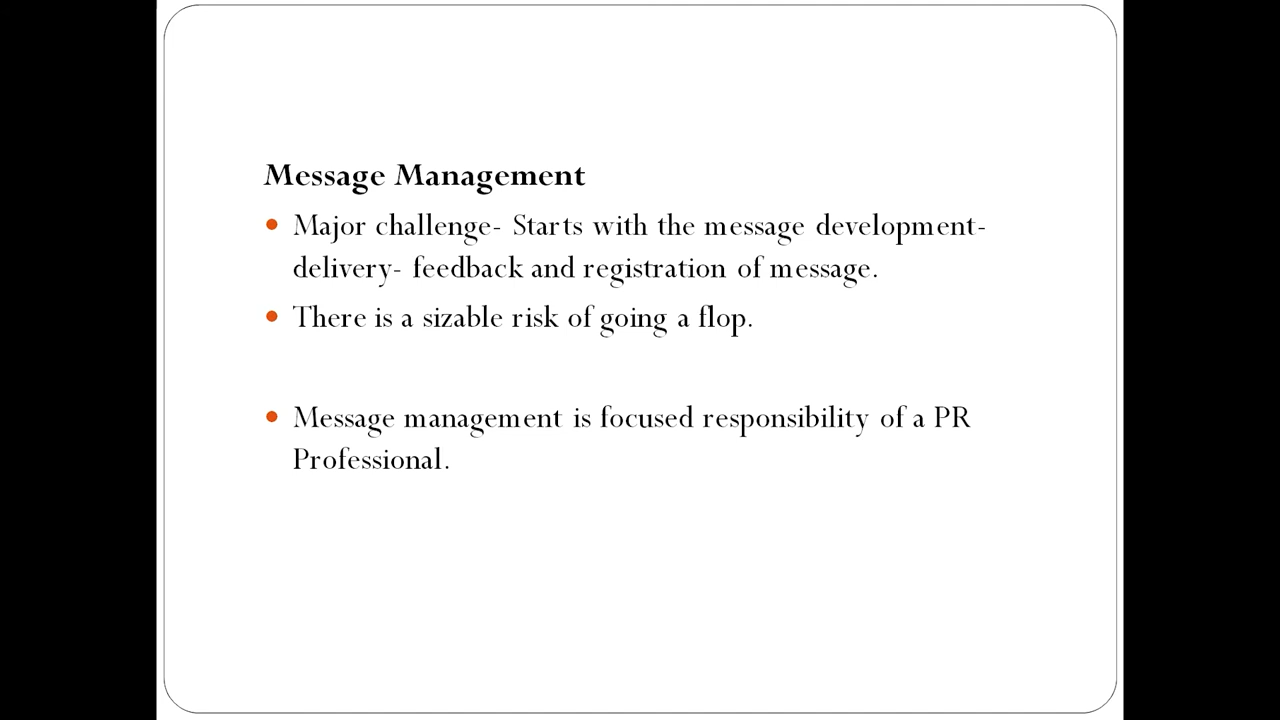 Message Management
Major challenge- Starts with the message development-
delivery- feedback and registration of message.
There is a sizable risk of going a flop.
Message management is focused responsibility of a PR
Professional.